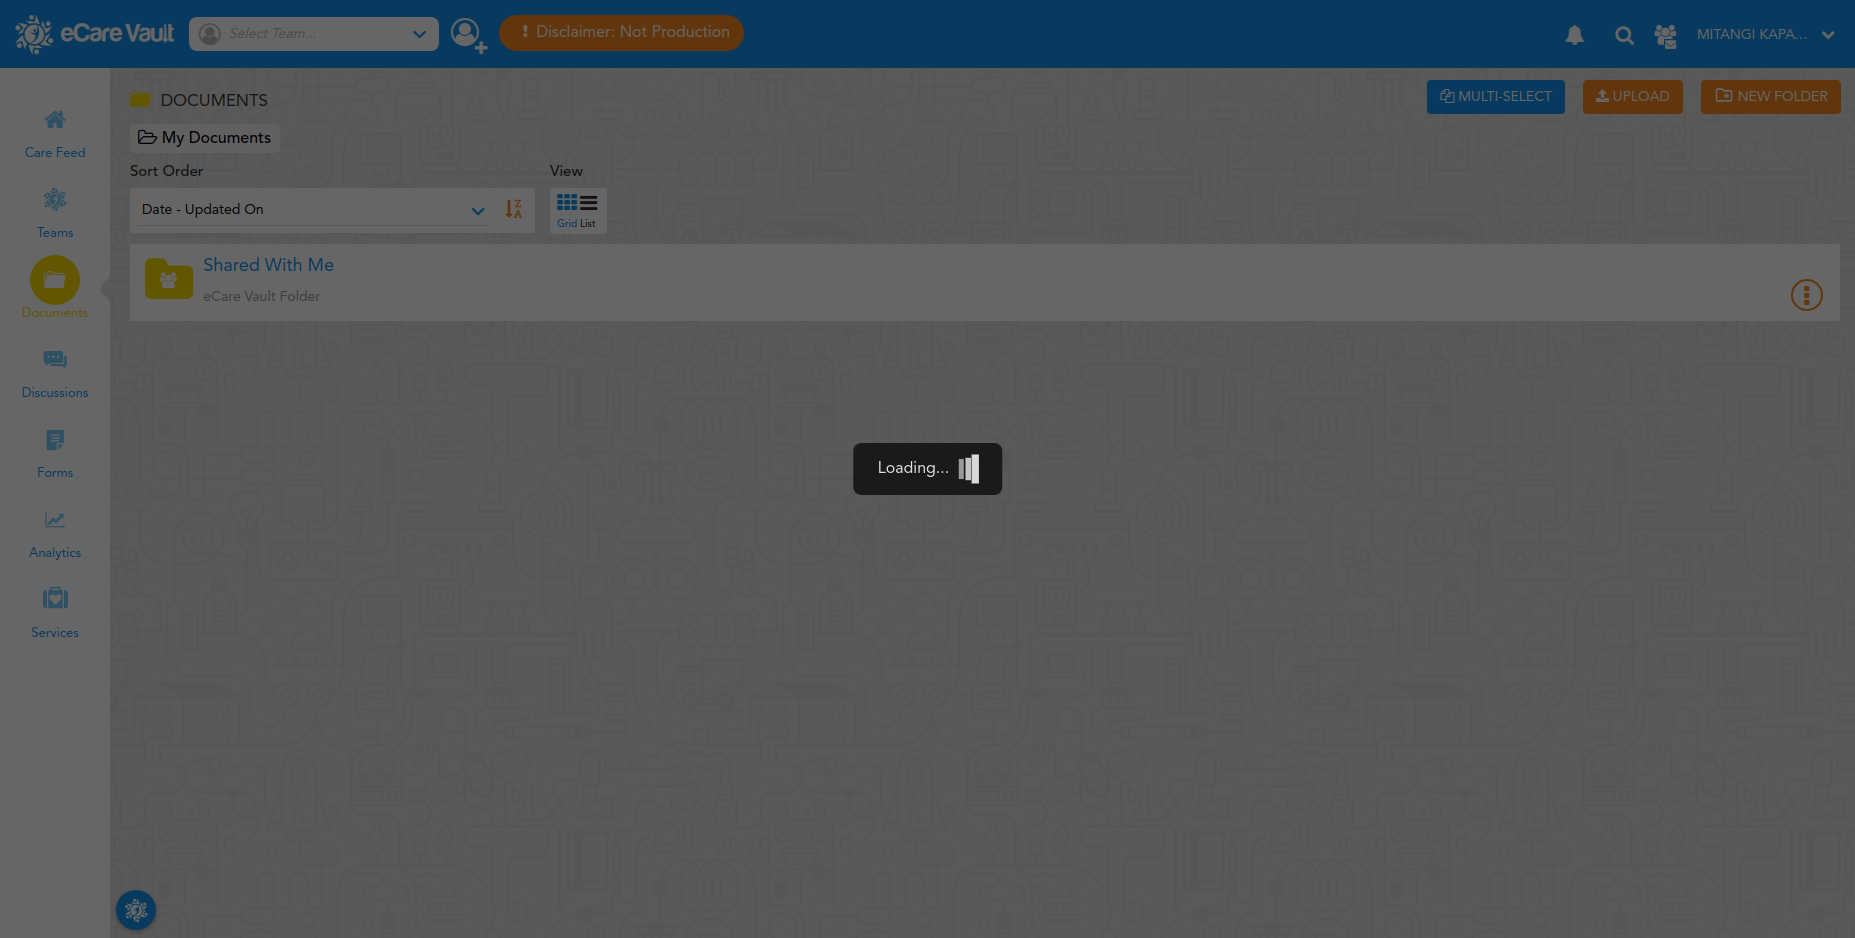 eCare Vault
Select Team...
Disclaimer: Not Production
MITANGI KAPA...
DOCUMENTS
MULTI-SELECT
UPLOAD
NEW FOLDER
My Documents
Sort Order
View
Date - Updated On
Z
A
Grid List
Shared With Me
eCare Vault Folder
Care Feed
Teams
Documents
Discussions
Forms
Analytics
Services
Loading...